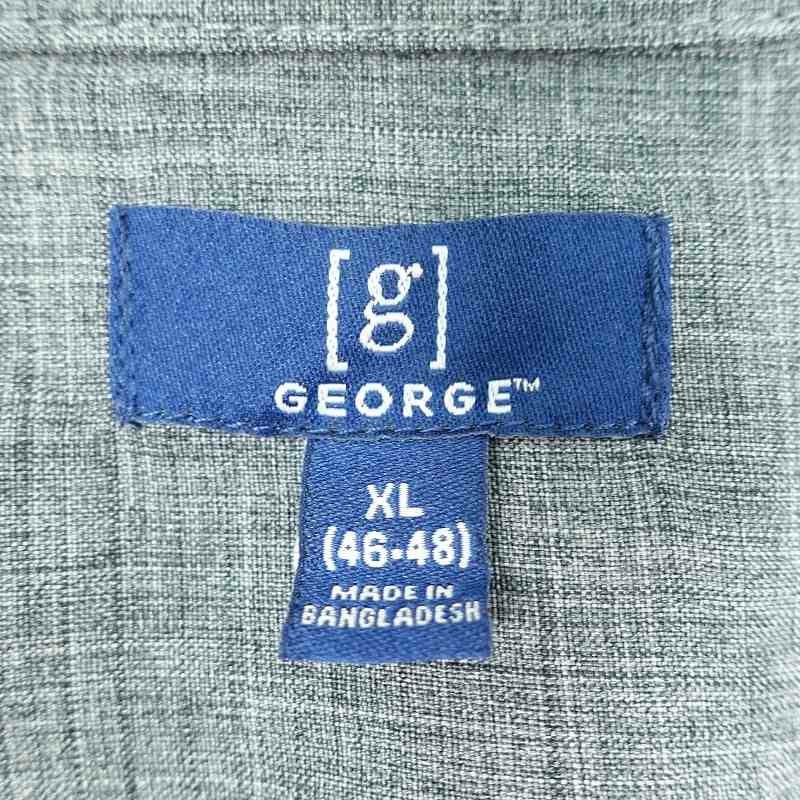 [g]
GEORGE™
XL
(46-48)
MADE IN
BANGLADESH